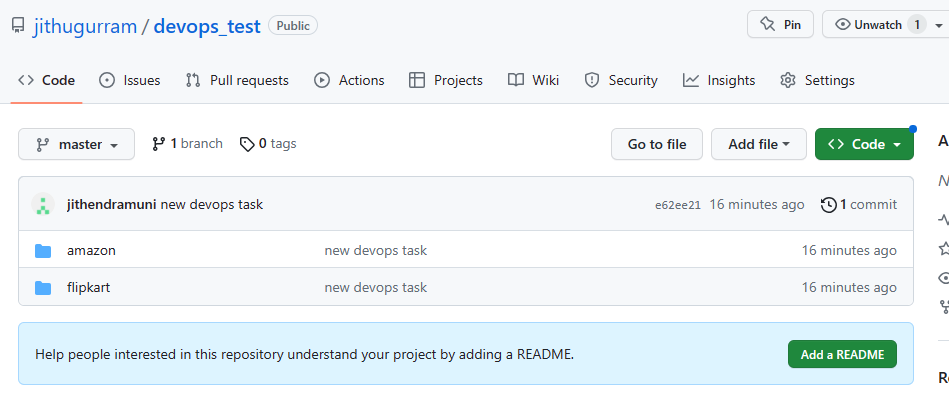 jithugurram / devops_test Public Pin Unwatch 1
Code Issues Pull requests Actions Projects Wiki Security Insights Settings
master 1 branch 0 tags Go to file Add file Code
jithendramuni new devops task e62ee21 16 minutes ago 1 commit
amazon new devops task 16 minutes ago
flipkart new devops task 16 minutes ago
Help people interested in this repository understand your project by adding a README. Add a README